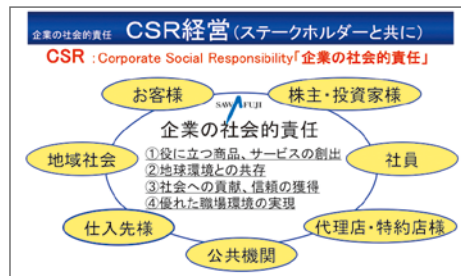 企業の社会的責任 CSR経営(ステークホルダーと共に)
CSR :Corporate Social Responsibility「企業の社会的責任」
お客様
株主・投資家様
SAWAFUJI
企業の社会的責任
地域社会
①役に立つ商品、サービスの創出
②地球環境との共存
③社会への貢献、信頼の獲得
④優れた職場環境の実現
社員
仕入先様
代理店・特約店様
公共機関